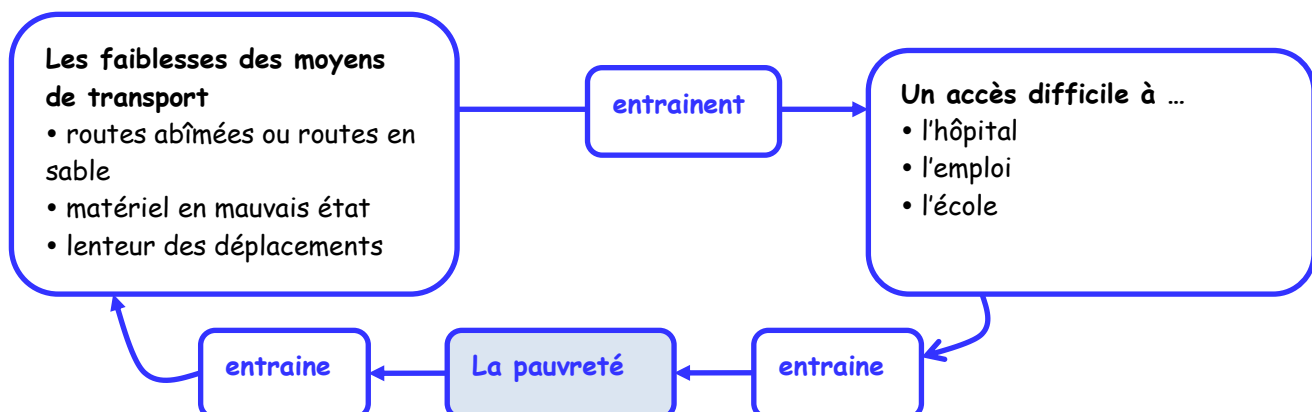 Les faiblesses des moyens
de transport
• routes abîmées ou routes en
sable
• matériel en mauvais état
• lenteur des déplacements
entrainent
Un accès difficile à …
• l'hôpital
• l'emploi
• l'école
entraine
La pauvreté
entraine